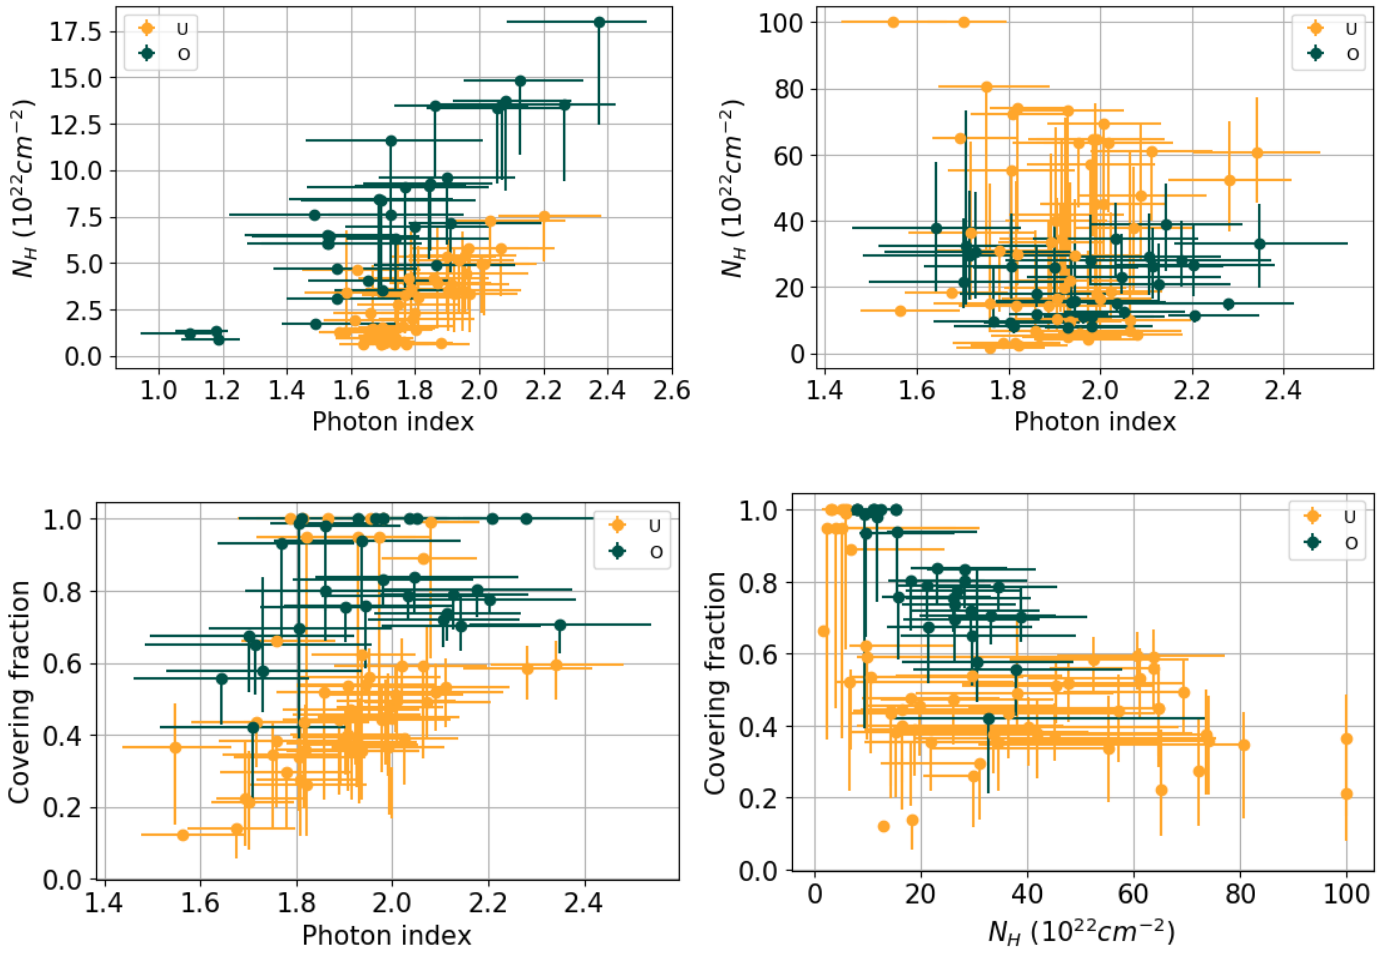 17.5
15.0
12.5
10.0
7.5
5.0
2.5
0.0
N_H (10^{22}cm^{-2})
U
O
1.0 1.2 1.4 1.6 1.8 2.0 2.2 2.4 2.6
Photon index
100
80
60
40
20
0
N_H (10^{22}cm^{-2})
U
O
1.4 1.6 1.8 2.0 2.2 2.4
Photon index
1.0
0.8
0.6
0.4
0.2
0.0
Covering fraction
U
O
1.4 1.6 1.8 2.0 2.2 2.4
Photon index
1.0
0.8
0.6
0.4
0.2
0.0
Covering fraction
U
O
0 20 40 60 80 100
N_H (10^{22}cm^{-2})